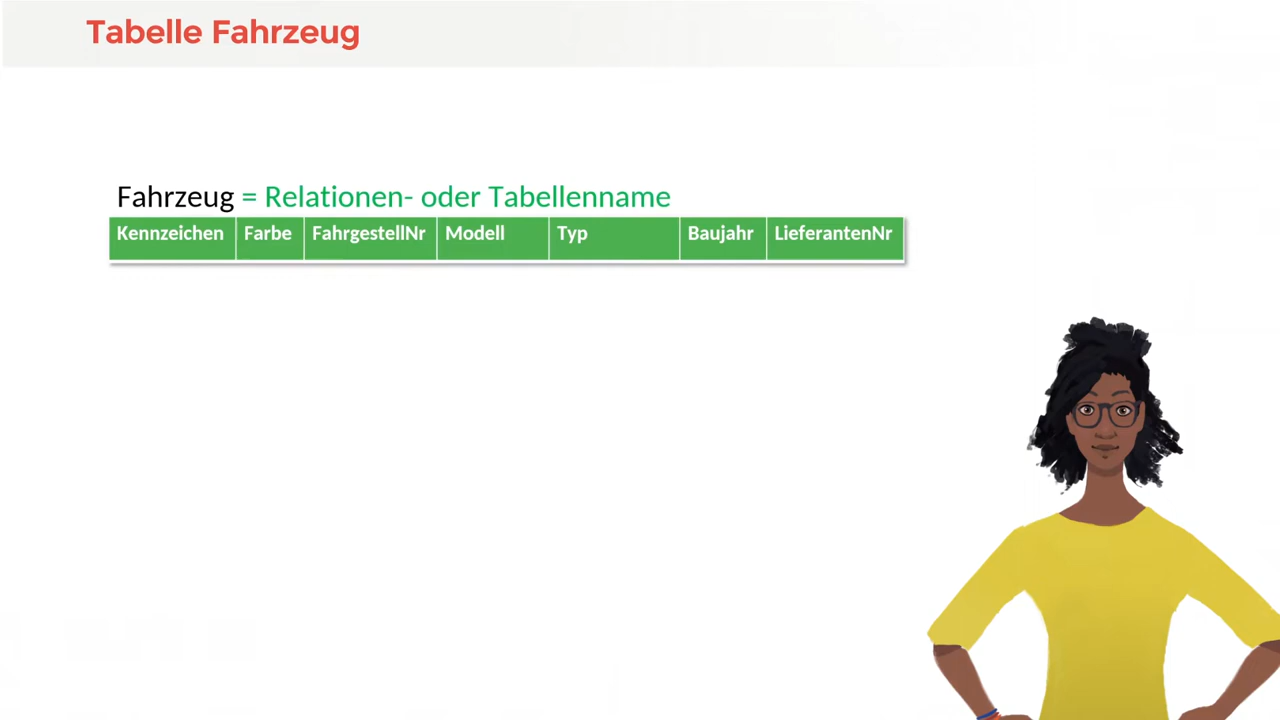 Tabelle Fahrzeug
Fahrzeug = Relationen- oder Tabellenname
Kennzeichen Farbe FahrgestellNr Modell Typ Baujahr LieferantenNr